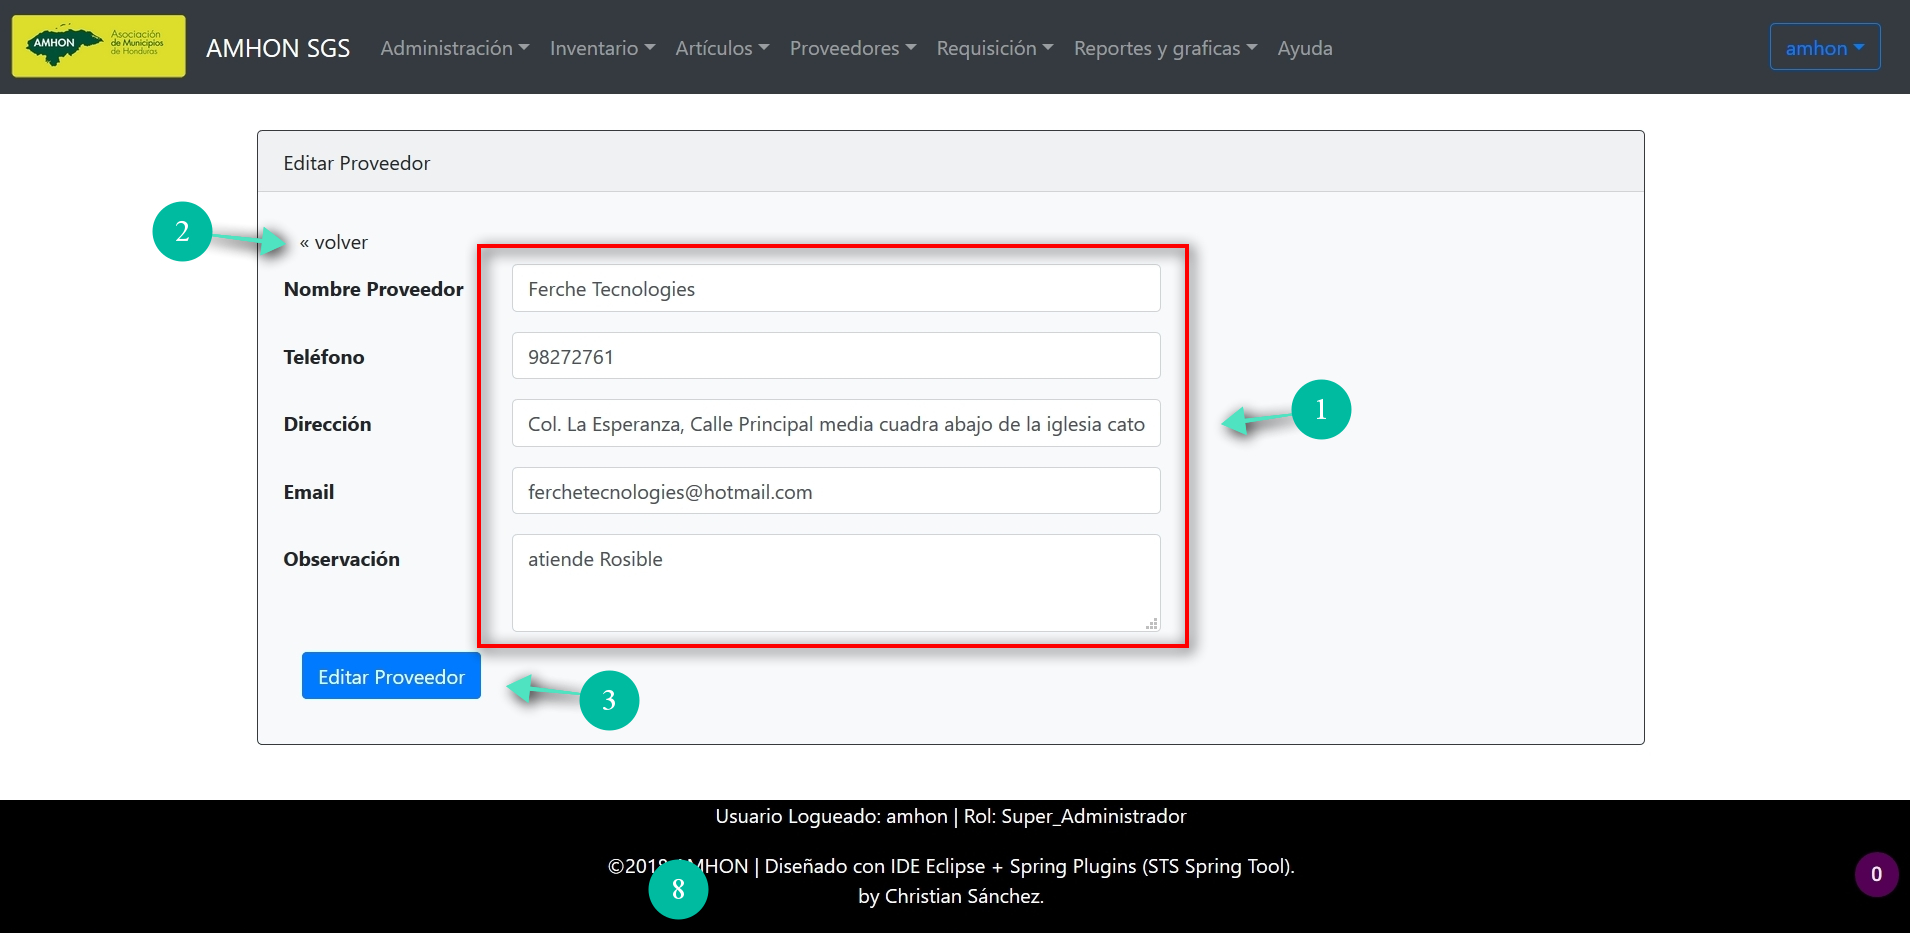 AMHON
Asociación
de Municipios
de Honduras
AMHON SGS Administración Inventario Artículos Proveedores Requisición Reportes y graficas Ayuda amhon
Editar Proveedor
2
« volver
Nombre Proveedor Ferche Tecnologies
Teléfono 98272761
1
Dirección Col. La Esperanza, Calle Principal media cuadra abajo de la iglesia cato
Email ferchetecnologies@hotmail.com
Observación atiende Rosible
Editar Proveedor
3
Usuario Logueado: amhon | Rol: Super_Administrador
©2018 AMHON | Diseñado con IDE Eclipse + Spring Plugins (STS Spring Tool).
8
0
by Christian Sánchez.